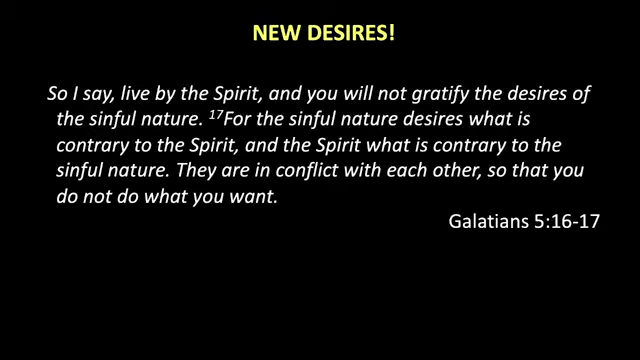 NEW DESIRES!
So I say, live by the Spirit, and you will not gratify the desires of
the sinful nature. ¹⁷For the sinful nature desires what is
contrary to the Spirit, and the Spirit what is contrary to the
sinful nature. They are in conflict with each other, so that you
do not do what you want.
Galatians 5:16-17